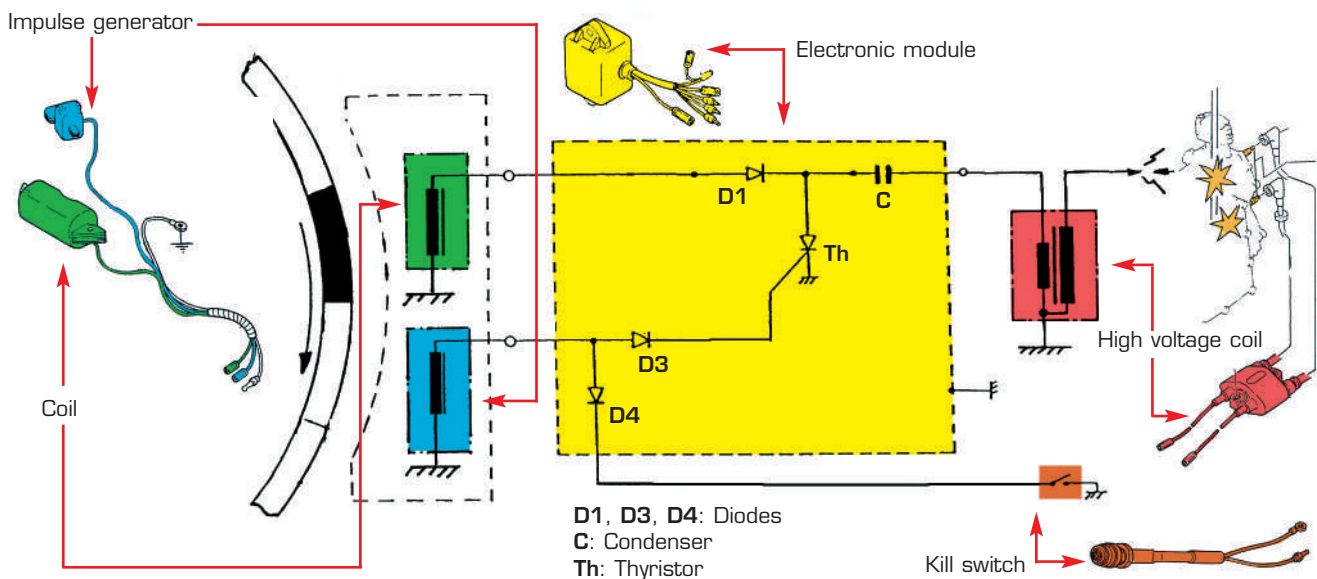 Impulse generator
Electronic module
D1
C
Th
D3
High voltage coil
Coil
D4
D1, D3, D4: Diodes
C: Condenser
Th: Thyristor
Kill switch